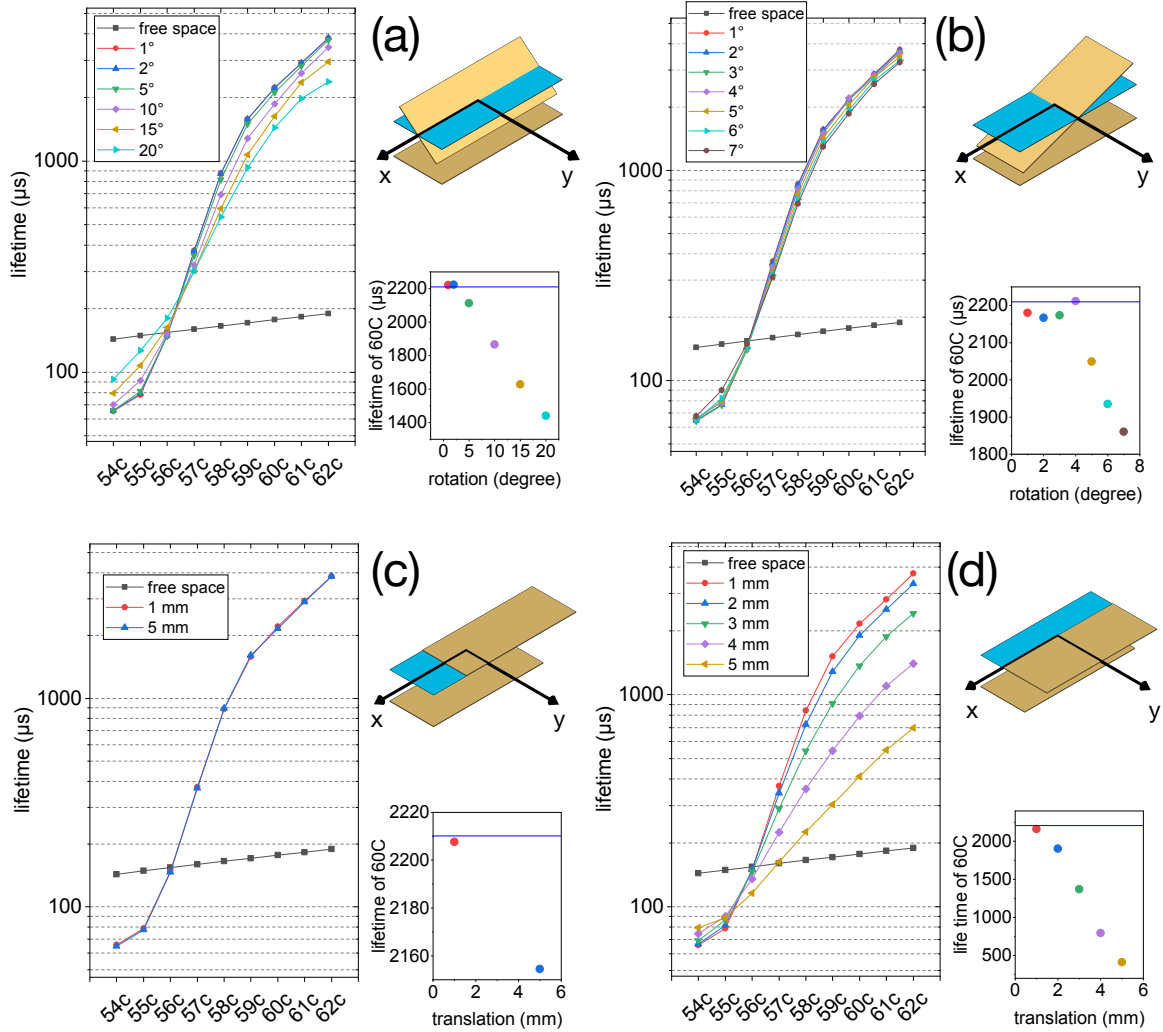 (a)
free space
1°
2°
5°
10°
15°
20°
lifetime (µs)
1000
100
54c 55c 56c 57c 58c 59c 60c 61c 62c
x
y
lifetime of 60C (µs)
2200
2000
1800
1600
1400
0 5 10 15 20
rotation (degree)
(b)
free space
1°
2°
3°
4°
5°
6°
7°
lifetime (µs)
1000
100
54c 55c 56c 57c 58c 59c 60c 61c 62c
x
y
lifetime of 60C (µs)
2200
2100
2000
1900
1800
0 2 4 6 8
rotation (degree)
(c)
free space
1 mm
5 mm
lifetime (µs)
1000
100
54c 55c 56c 57c 58c 59c 60c 61c 62c
x
y
lifetime of 60C
2220
2200
2180
2160
0 2 4 6
translation (mm)
(d)
free space
1 mm
2 mm
3 mm
4 mm
5 mm
lifetime (µs)
1000
100
54c 55c 56c 57c 58c 59c 60c 61c 62c
x
y
life time of 60C
2000
1500
1000
500
0 2 4 6
translation (mm)